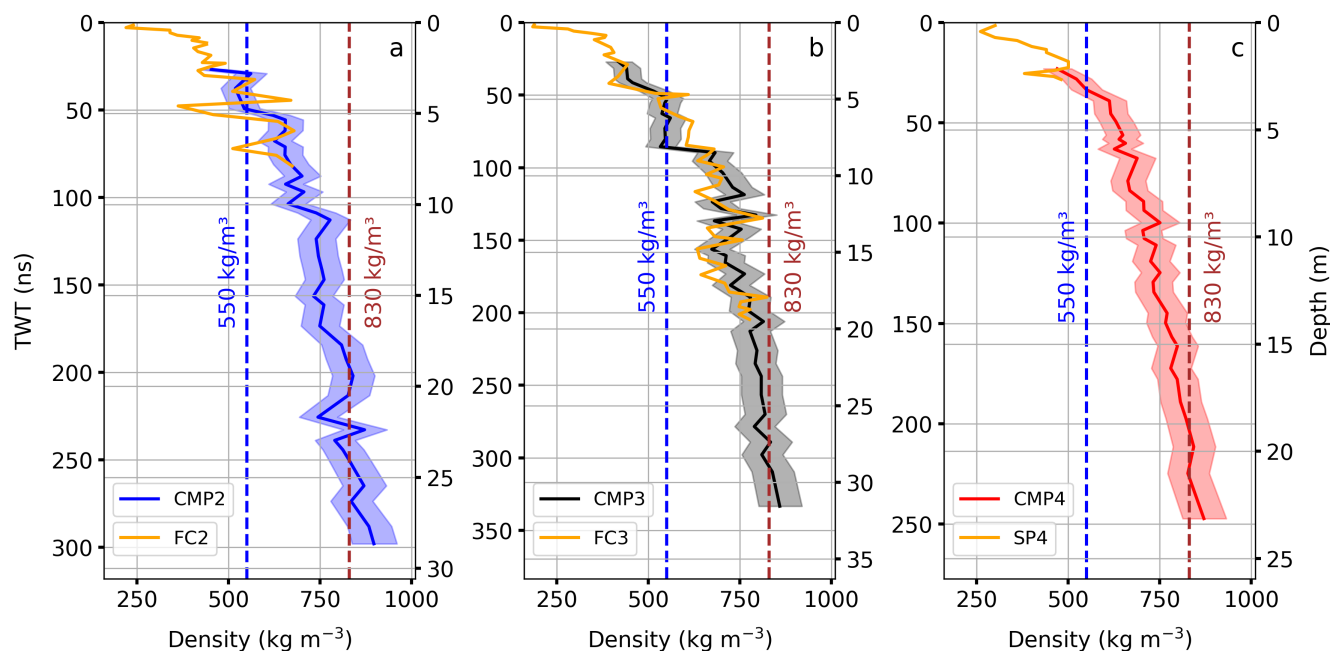 a
TWT (ns)
0
50
100
150
200
250
300
0
5
10
15
20
25
30
550 kg/m³
830 kg/m³
CMP2
FC2
250
500
750
1000
Density (kg m⁻³)
b
0
50
100
150
200
250
300
350
0
5
10
15
20
25
30
35
550 kg/m³
830 kg/m³
CMP3
FC3
250
500
750
1000
Density (kg m⁻³)
c
0
50
100
150
200
250
0
5
10
15
20
25
550 kg/m³
830 kg/m³
CMP4
SP4
250
500
750
1000
Density (kg m⁻³)
Depth (m)